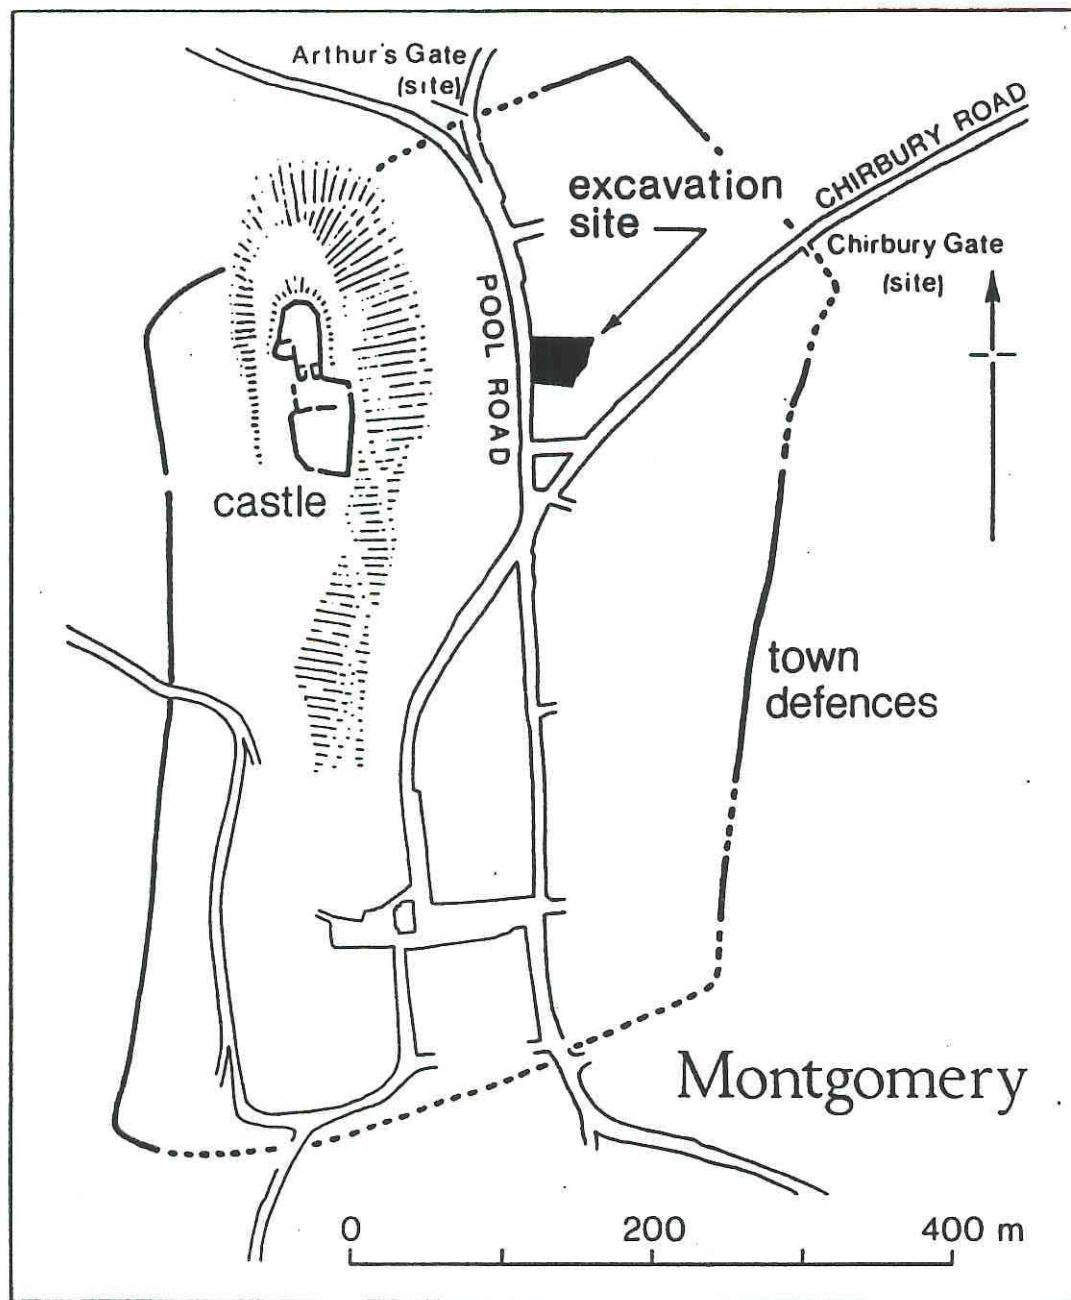 Arthur's Gate
(site)
CHIRBURY ROAD
excavation
site
Chirbury Gate
(site)
POOL ROAD
castle
town
defences
Montgomery
0 200 400 m